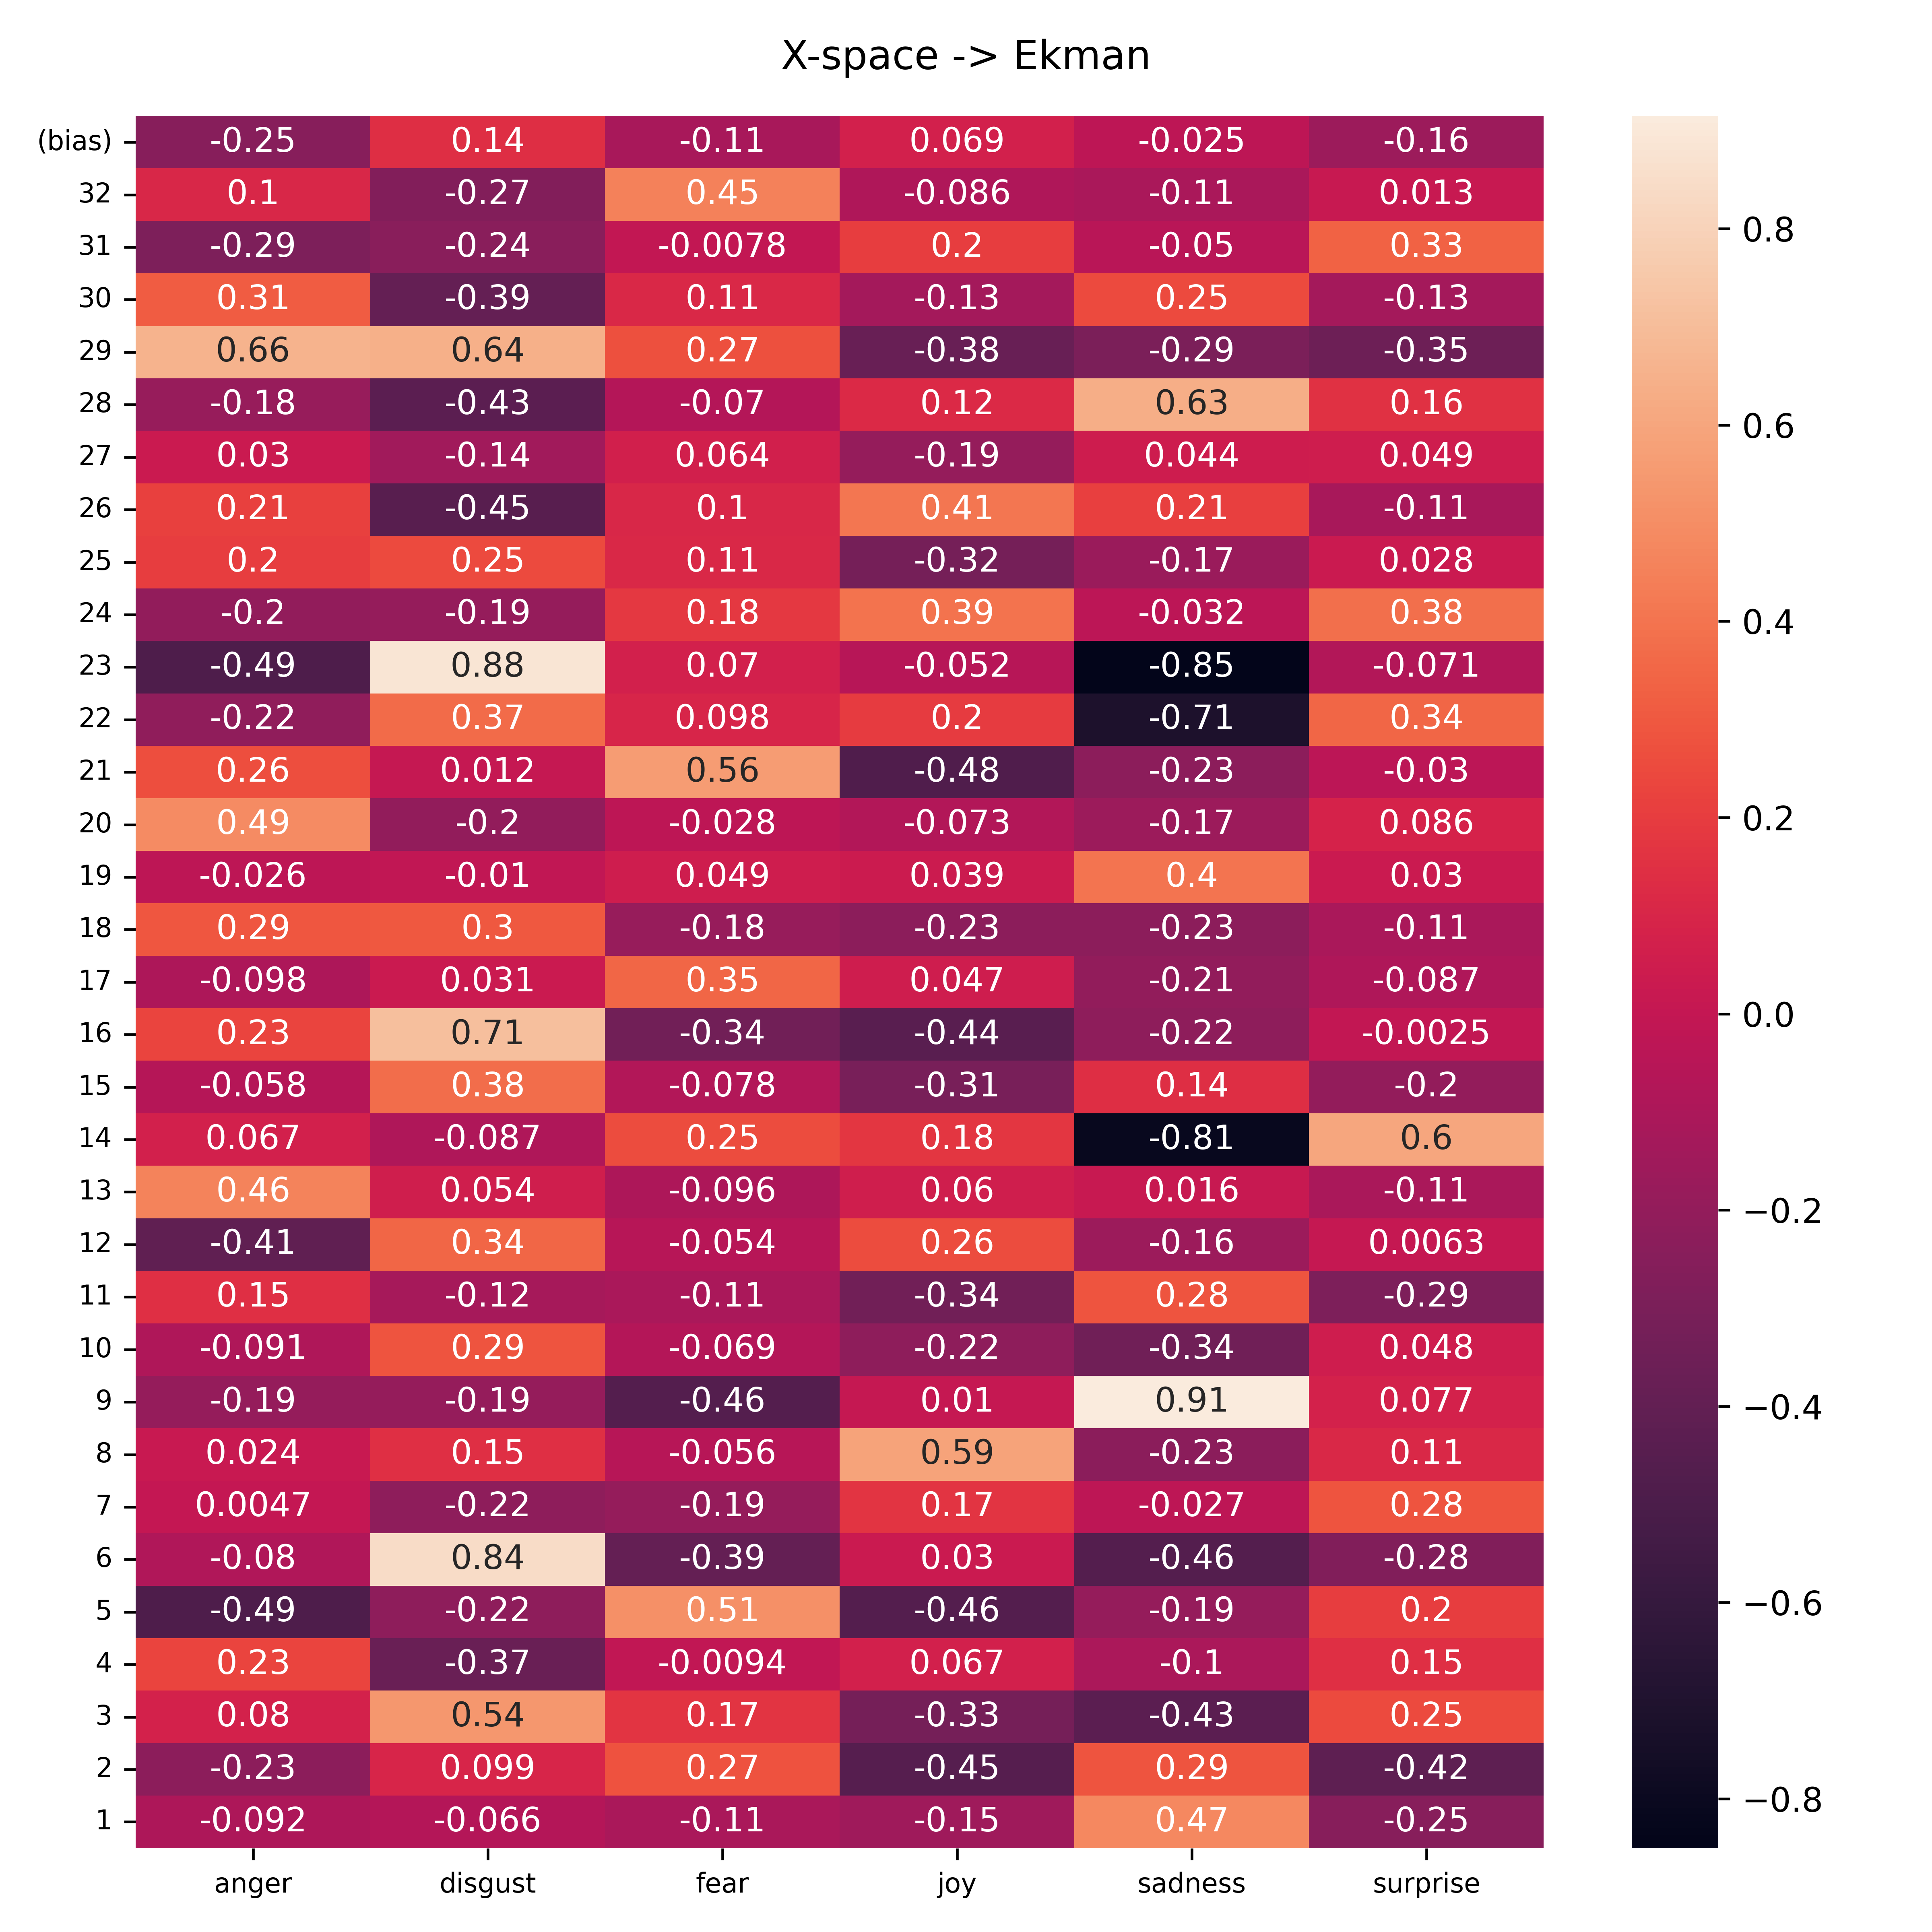 X-space -> Ekman
(bias) -0.25 0.14 -0.11 0.069 -0.025 -0.16
32 0.1 -0.27 0.45 -0.086 -0.11 0.013
31 -0.29 -0.24 -0.0078 0.2 -0.05 0.33
30 0.31 -0.39 0.11 -0.13 0.25 -0.13
29 0.66 0.64 0.27 -0.38 -0.29 -0.35
28 -0.18 -0.43 -0.07 0.12 0.63 0.16
27 0.03 -0.14 0.064 -0.19 0.044 0.049
26 0.21 -0.45 0.1 0.41 0.21 -0.11
25 0.2 0.25 0.11 -0.32 -0.17 0.028
24 -0.2 -0.19 0.18 0.39 -0.032 0.38
23 -0.49 0.88 0.07 -0.052 -0.85 -0.071
22 -0.22 0.37 0.098 0.2 -0.71 0.34
21 0.26 0.012 0.56 -0.48 -0.23 -0.03
20 0.49 -0.2 -0.028 -0.073 -0.17 0.086
19 -0.026 -0.01 0.049 0.039 0.4 0.03
18 0.29 0.3 -0.18 -0.23 -0.23 -0.11
17 -0.098 0.031 0.35 0.047 -0.21 -0.087
16 0.23 0.71 -0.34 -0.44 -0.22 -0.0025
15 -0.058 0.38 -0.078 -0.31 0.14 -0.2
14 0.067 -0.087 0.25 0.18 -0.81 0.6
13 0.46 0.054 -0.096 0.06 0.016 -0.11
12 -0.41 0.34 -0.054 0.26 -0.16 0.0063
11 0.15 -0.12 -0.11 -0.34 0.28 -0.29
10 -0.091 0.29 -0.069 -0.22 -0.34 0.048
9 -0.19 -0.19 -0.46 0.01 0.91 0.077
8 0.024 0.15 -0.056 0.59 -0.23 0.11
7 0.0047 -0.22 -0.19 0.17 -0.027 0.28
6 -0.08 0.84 -0.39 0.03 -0.46 -0.28
5 -0.49 -0.22 0.51 -0.46 -0.19 0.2
4 0.23 -0.37 -0.0094 0.067 -0.1 0.15
3 0.08 0.54 0.17 -0.33 -0.43 0.25
2 -0.23 0.099 0.27 -0.45 0.29 -0.42
1 -0.092 -0.066 -0.11 -0.15 0.47 -0.25
anger disgust fear joy sadness surprise
0.8
0.6
0.4
0.2
0.0
−0.2
−0.4
−0.6
−0.8